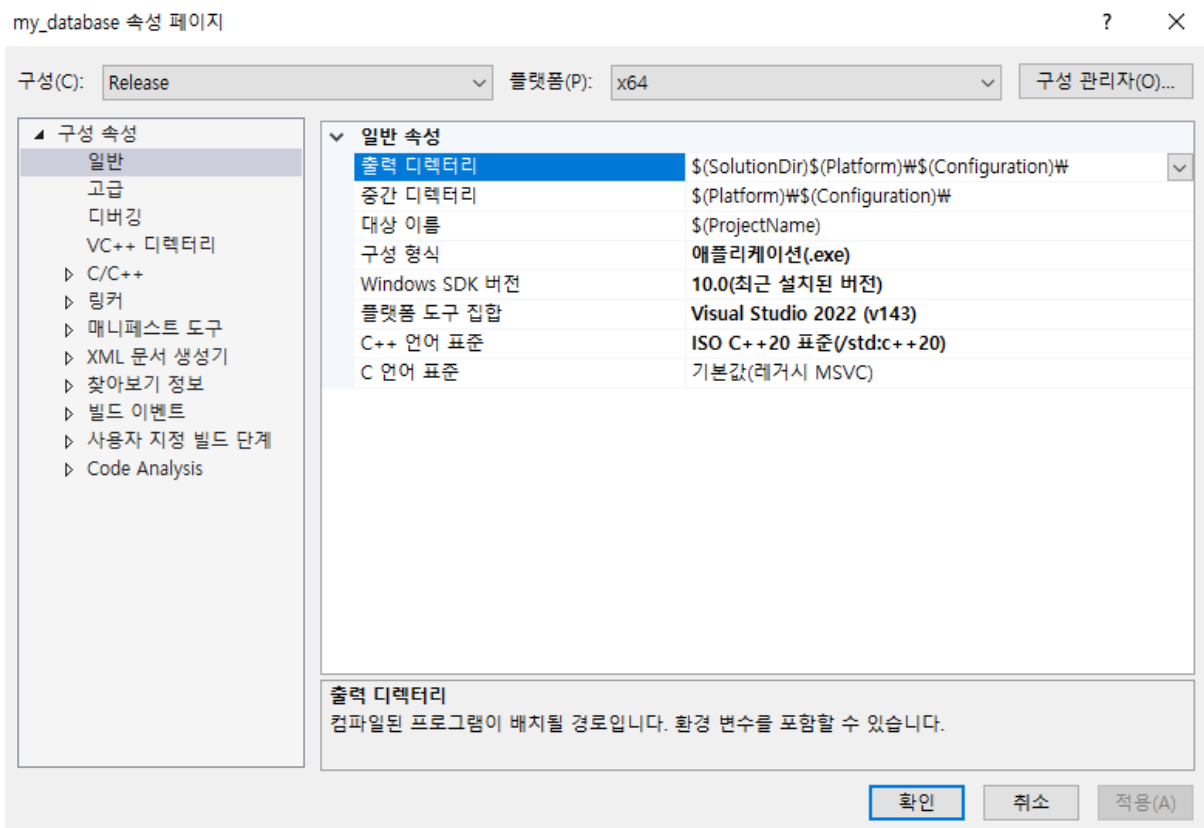 my_database 속성 페이지 ? ×
구성(C): Release 플랫폼(P): x64 구성 관리자(O)...
구성 속성
일반
고급
디버깅
VC++ 디렉터리
C/C++
링커
매니페스트 도구
XML 문서 생성기
찾아보기 정보
빌드 이벤트
사용자 지정 빌드 단계
Code Analysis
일반 속성
출력 디렉터리 $(SolutionDir)$(Platform)₩$(Configuration)₩
중간 디렉터리 $(Platform)₩$(Configuration)₩
대상 이름 $(ProjectName)
구성 형식 애플리케이션(.exe)
Windows SDK 버전 10.0(최근 설치된 버전)
플랫폼 도구 집합 Visual Studio 2022 (v143)
C++ 언어 표준 ISO C++20 표준(/std:c++20)
C 언어 표준 기본값(레거시 MSVC)
출력 디렉터리
컴파일된 프로그램이 배치될 경로입니다. 환경 변수를 포함할 수 있습니다.
확인 취소 적용(A)